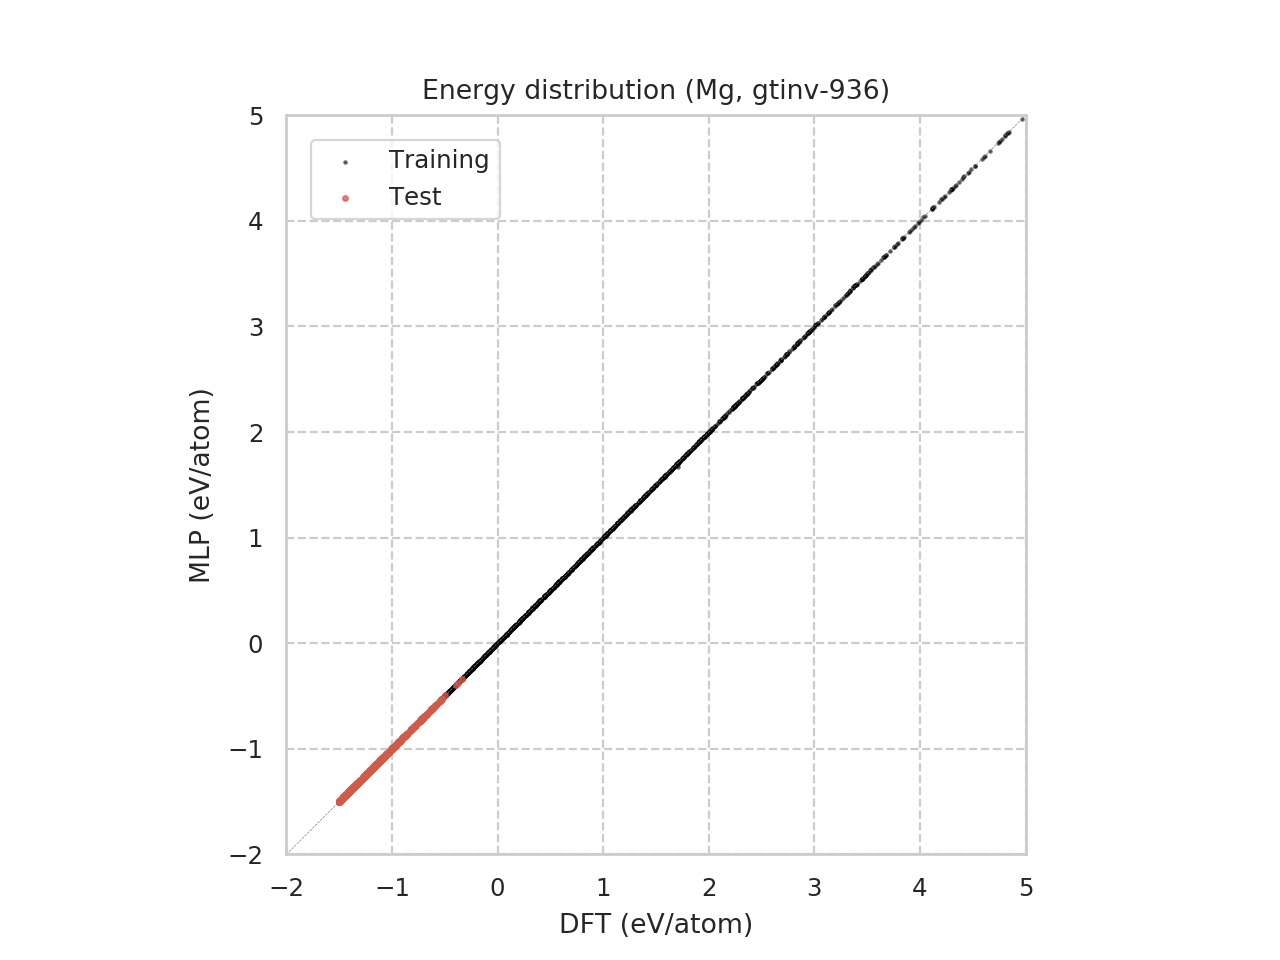 Energy distribution (Mg, gtinv-936)
Training
Test
5
4
3
2
1
0
−1
−2
MLP (eV/atom)
−2 −1 0 1 2 3 4 5
DFT (eV/atom)